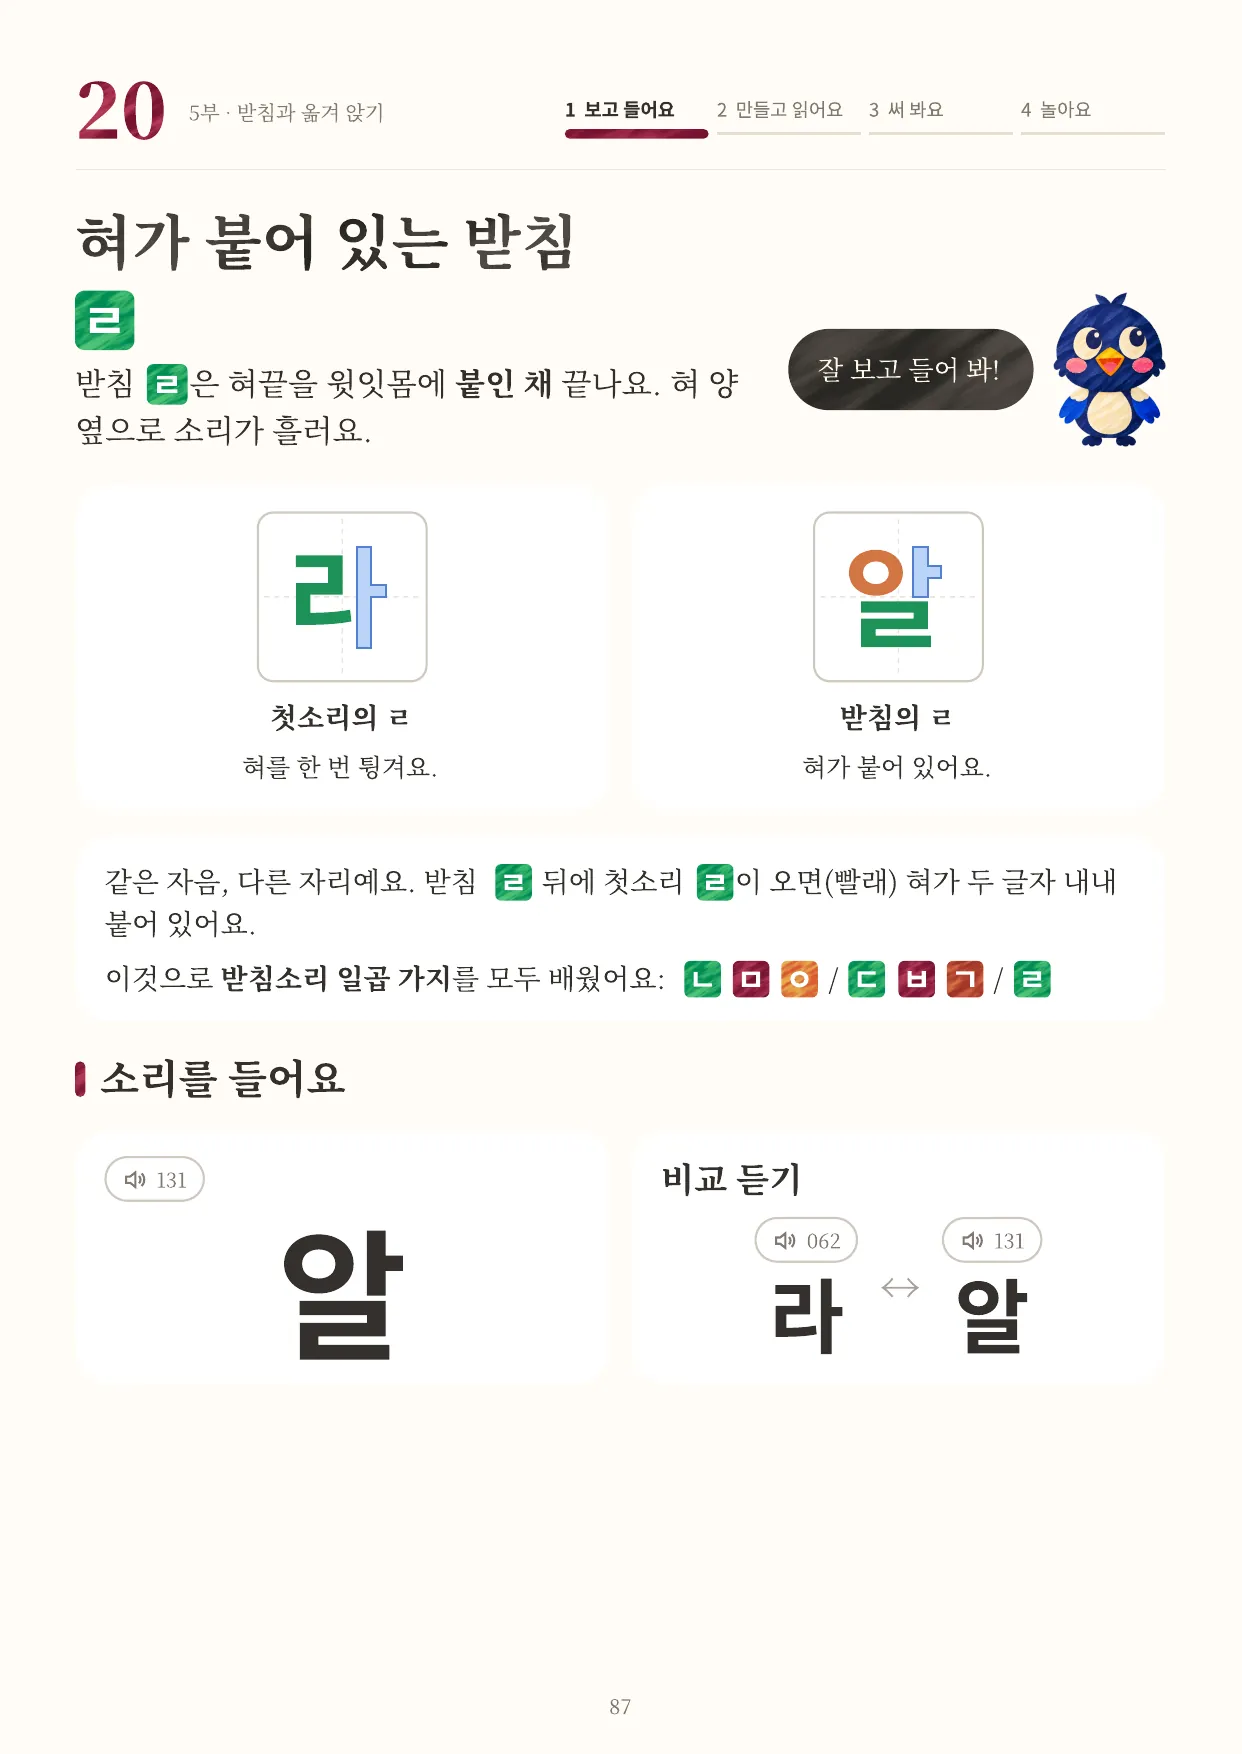 20 5부 · 받침과 옮겨 앉기
1 보고 들어요 2 만들고 읽어요 3 써 봐요 4 놀아요
혀가 붙어 있는 받침
ㄹ
받침 ㄹ은 혀끝을 윗잇몸에 붙인 채 끝나요. 혀 양
옆으로 소리가 흘러요.
잘 보고 들어 봐!
라
첫소리의 ㄹ
혀를 한 번 튕겨요.
알
받침의 ㄹ
혀가 붙어 있어요.
같은 자음, 다른 자리예요. 받침 ㄹ 뒤에 첫소리 ㄹ이 오면(빨래) 혀가 두 글자 내내
붙어 있어요.
이것으로 받침소리 일곱 가지를 모두 배웠어요: ㄴ ㅁ ㅇ / ㄷ ㅂ ㄱ / ㄹ
소리를 들어요
131
알
비교 듣기
062 131
라 ↔ 알
87